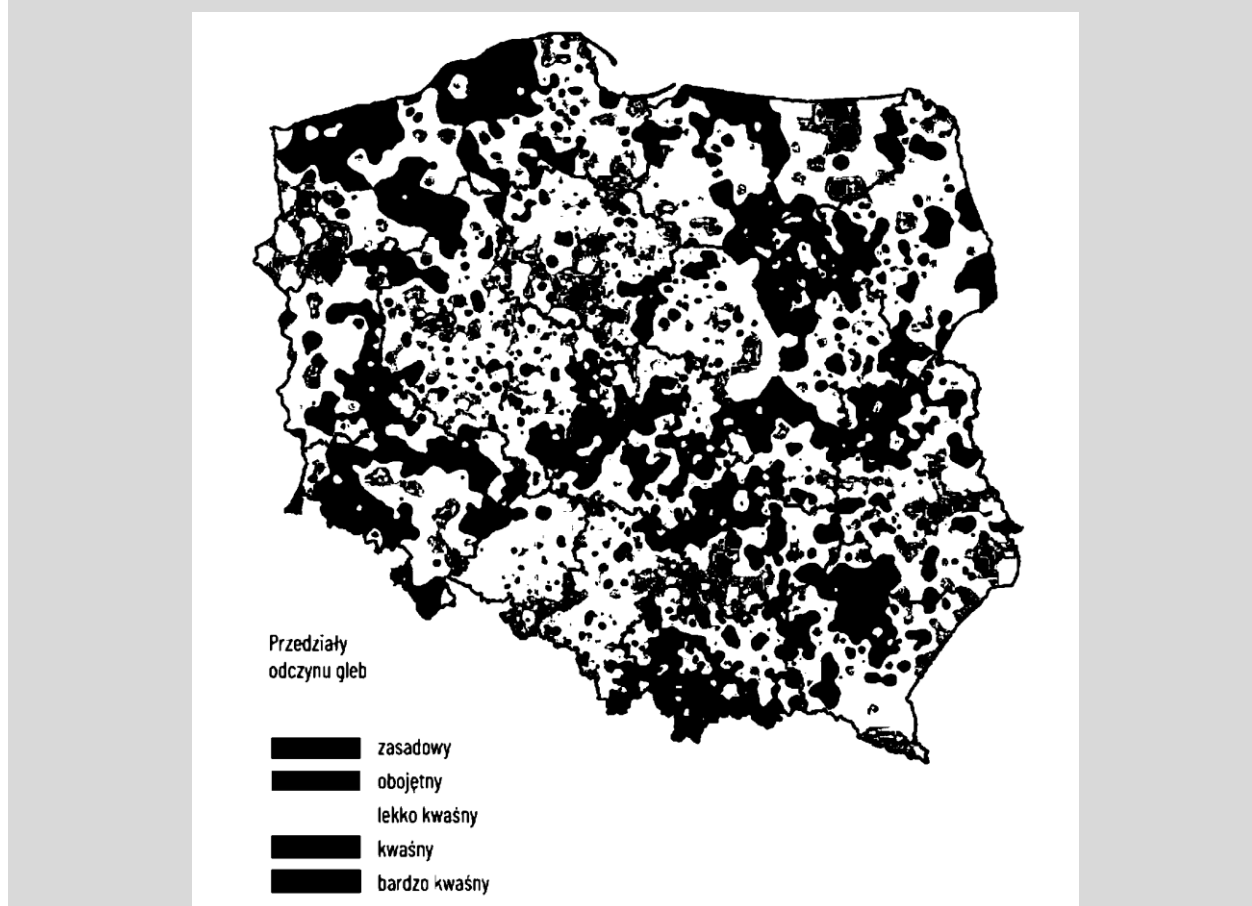 Przedziały
odczynu gleb
zasadowy
obojętny
lekko kwaśny
kwaśny
bardzo kwaśny